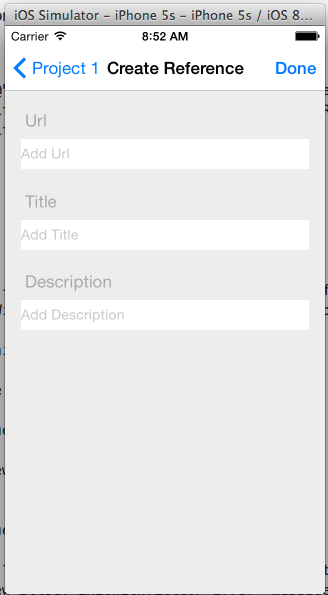 iOS Simulator - iPhone 5s - iPhone 5s / iOS 8...
Carrier 8:52 AM
Project 1 Create Reference Done
Url
Add Url
Title
Add Title
Description
Add Description